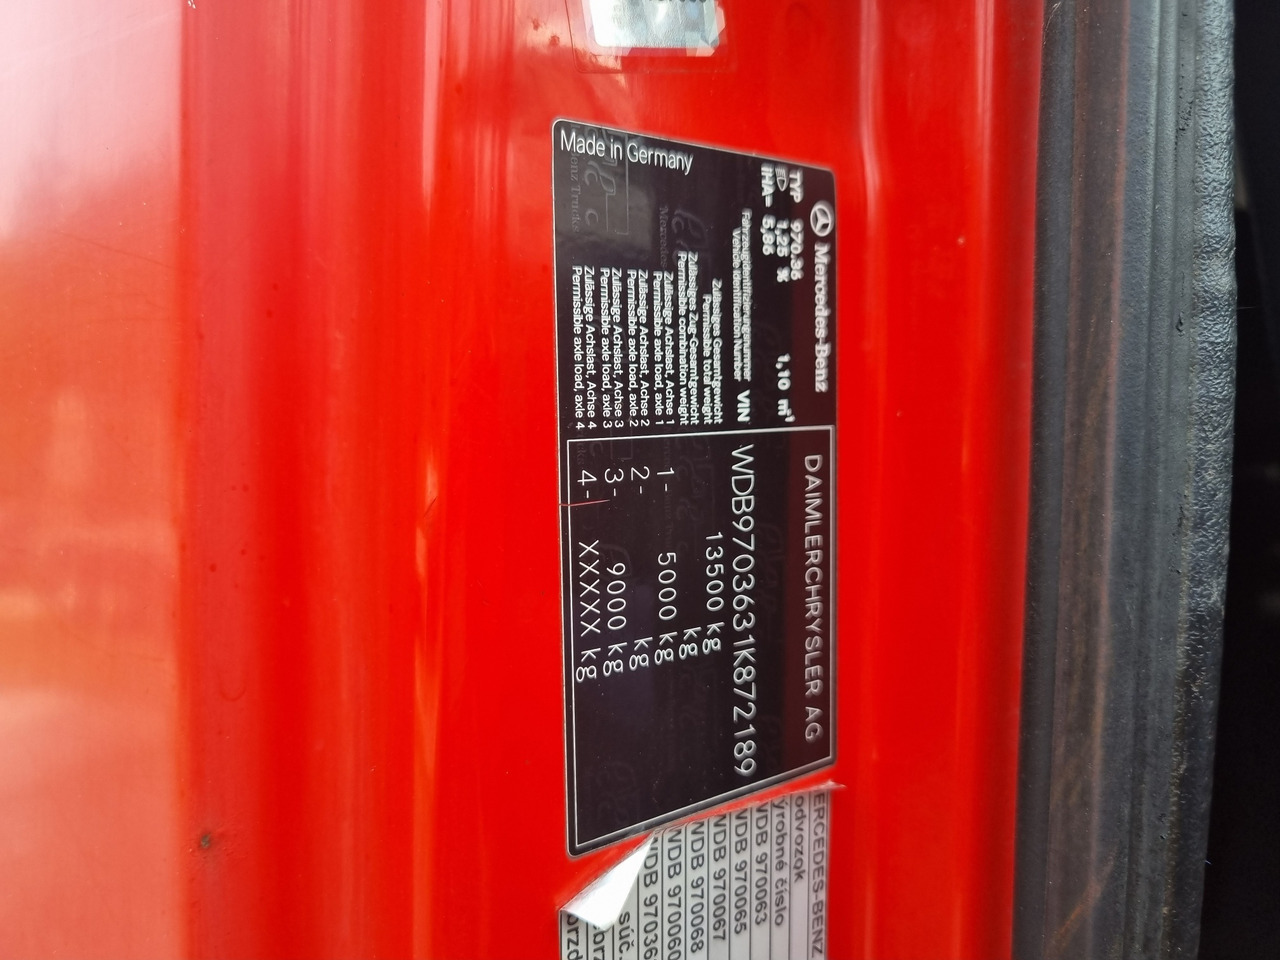 Mercedes-Benz DAIMLERCHRYSLER AG
TYP 970.36
ED 1,25 % 1,10 m⁻¹
IHA= 5,86
Fahrzeugidentifizierungsnummer
Vehicle Identification Number VIN WDB9703631K872189
Zulässiges Gesamtgewicht
Permissible total weight 13500 kg
Zulässiges Zug-Gesamtgewicht
Permissible combination weight kg
Zulässige Achslast, Achse 1
Permissible axle load, axle 1 1- 5000 kg
Zulässige Achslast, Achse 2
Permissible axle load, axle 2 2- kg
Zulässige Achslast, Achse 3
Permissible axle load, axle 3 3- 9000 kg
Zulässige Achslast, Achse 4
Permissible axle load, axle 4 4- XXXXX kg
Made in Germany
ERCEDES-BENZ
odvozok
ýrobné číslo
WDB 970063
WDB 970065
WDB 970067
WDB 970068
WDB 970060
WDB 97036
súč.